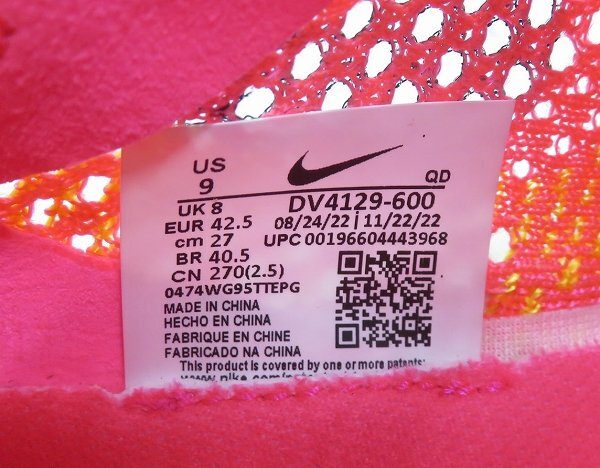 US
9
QD
UK 8
DV4129-600
EUR 42.5
08/24/22 | 11/22/22
cm 27
UPC 00196604443968
BR 40.5
CN 270(2.5)
0474WG95TTEPG
MADE IN CHINA
HECHO EN CHINA
FABRIQUE EN CHINE
FABRICADO NA CHINA
This product is covered by one or more patents: